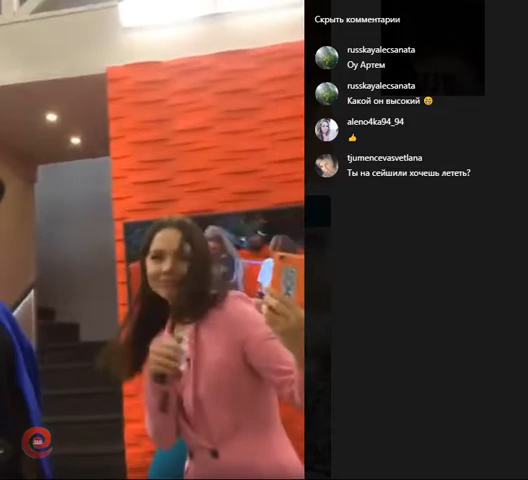 Скрыть комментарии
russkayalecsanata
Оу Артем
russkayalecsanata
Какой он высокий 😁
aleno4ka94_94
👍
tjumencevasvetlana
Ты на сейшили хочешь лететь?